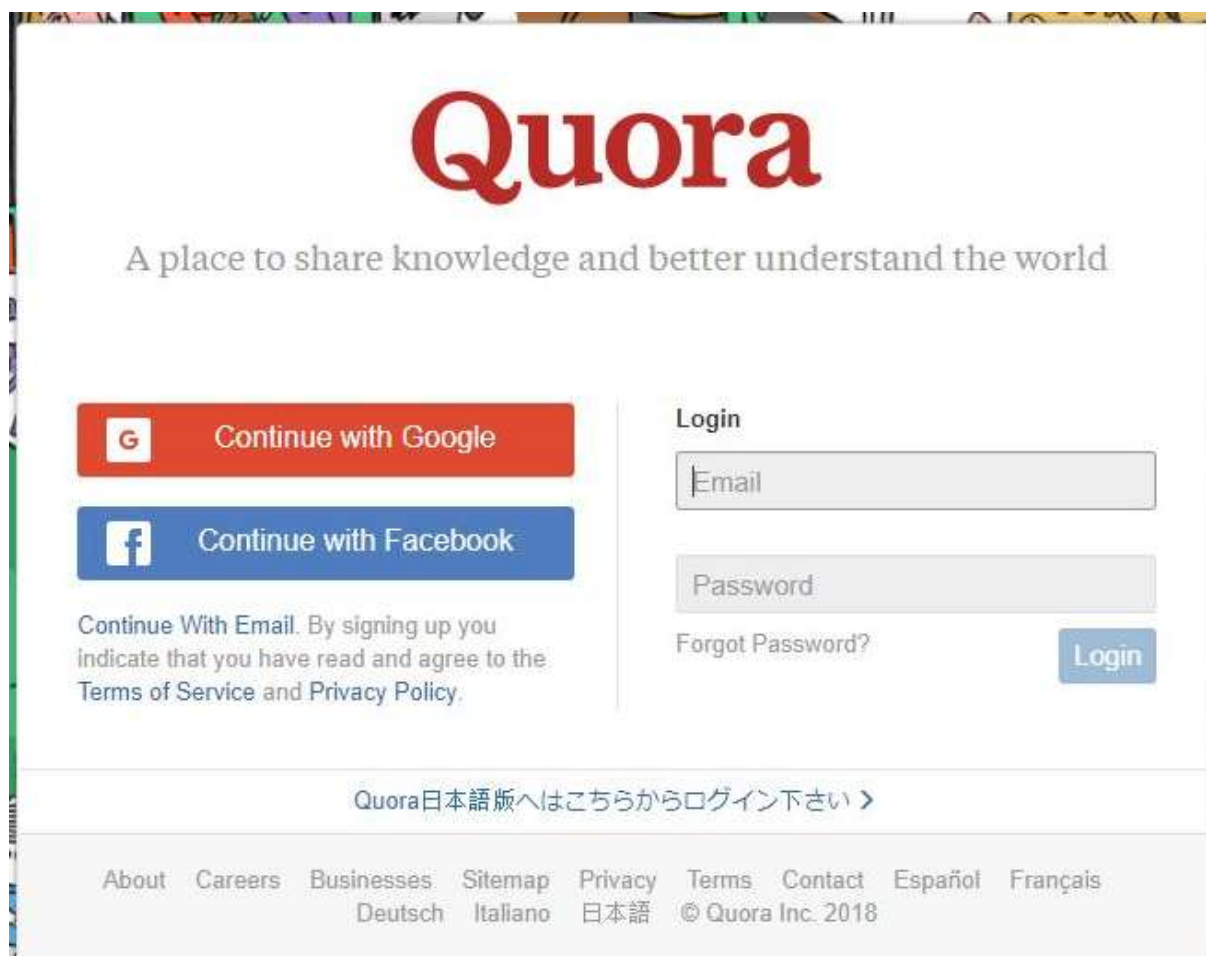 Quora
A place to share knowledge and better understand the world
Continue with Google
Continue with Facebook
Continue With Email. By signing up you
indicate that you have read and agree to the
Terms of Service and Privacy Policy.
Login
Email
Password
Forgot Password?
Login
Quora日本語版へはこちらからログイン下さい
About Careers Businesses Sitemap Privacy Terms Contact Español Français
Deutsch Italiano 日本語 © Quora Inc. 2018